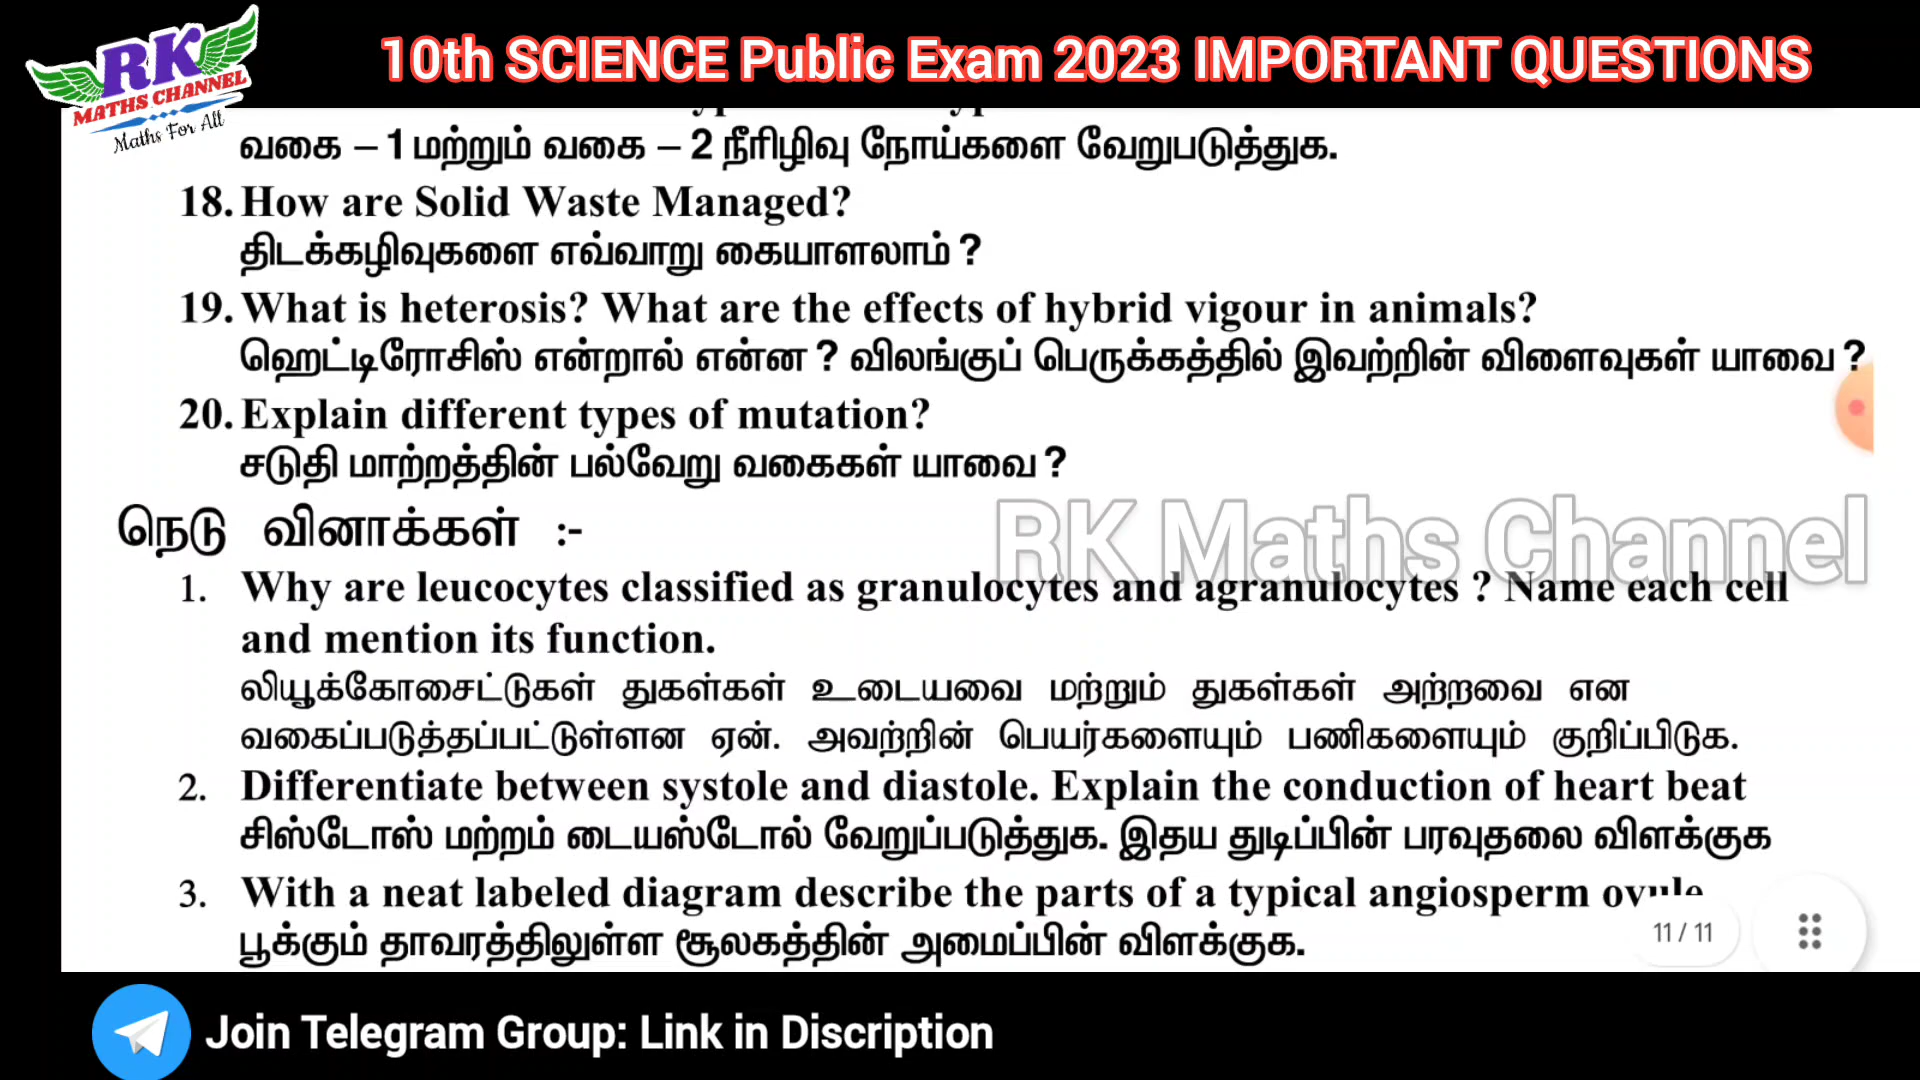 RK
MATHS CHANNEL
Maths For All
10th SCIENCE Public Exam 2023 IMPORTANT QUESTIONS
வகை – 1 மற்றும் வகை – 2 நீரிழிவு நோய்களை வேறுபடுத்துக.
18. How are Solid Waste Managed?
திடக்கழிவுகளை எவ்வாறு கையாளலாம் ?
19. What is heterosis? What are the effects of hybrid vigour in animals?
ஹெட்டிரோசிஸ் என்றால் என்ன ? விலங்குப் பெருக்கத்தில் இவற்றின் விளைவுகள் யாவை ?
20. Explain different types of mutation?
சடுதி மாற்றத்தின் பல்வேறு வகைகள் யாவை ?
RK Maths Channel
நெடு வினாக்கள் :-
1. Why are leucocytes classified as granulocytes and agranulocytes ? Name each cell
and mention its function.
லியூக்கோசைட்டுகள் துகள்கள் உடையவை மற்றும் துகள்கள் அற்றவை என
வகைப்படுத்தப்பட்டுள்ளன ஏன். அவற்றின் பெயர்களையும் பணிகளையும் குறிப்பிடுக.
2. Differentiate between systole and diastole. Explain the conduction of heart beat
சிஸ்டோஸ் மற்றம் டையஸ்டோல் வேறுப்படுத்துக. இதய துடிப்பின் பரவுதலை விளக்குக
3. With a neat labeled diagram describe the parts of a typical angiosperm ovule
பூக்கும் தாவரத்திலுள்ள சூலகத்தின் அமைப்பின் விளக்குக.
11 / 11
Join Telegram Group: Link in Discription